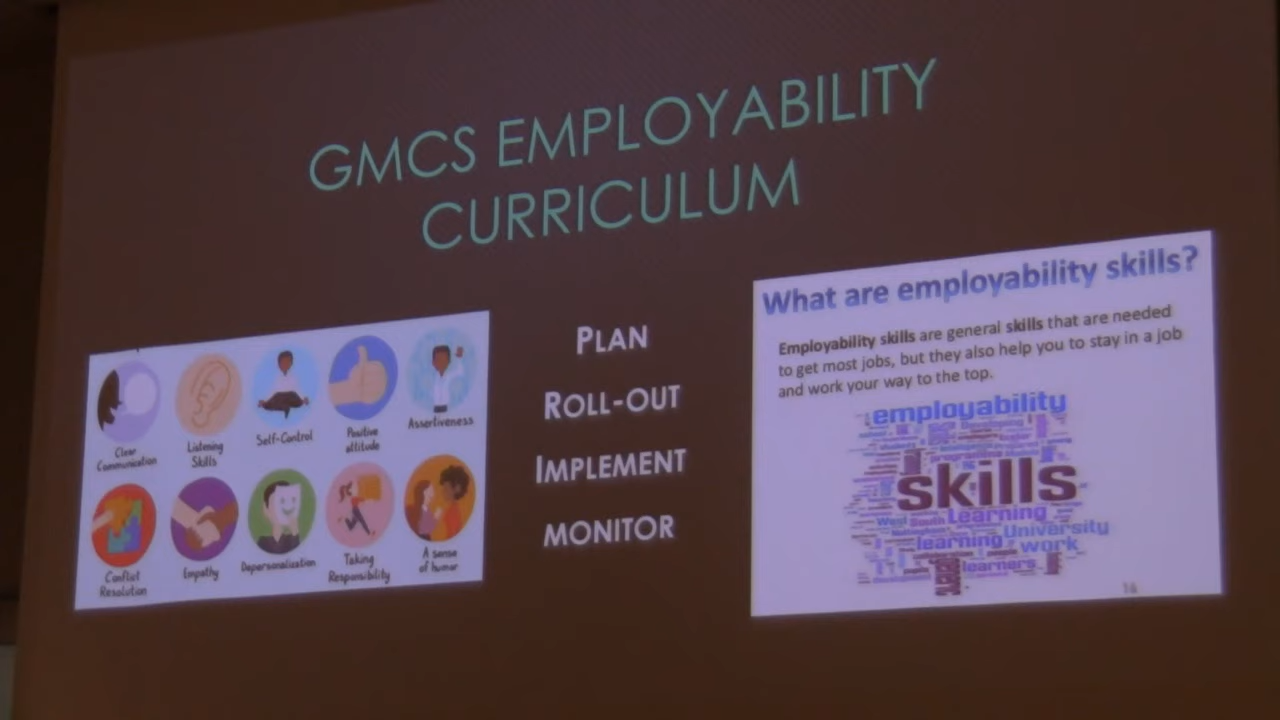 GMCS EMPLOYABILITY
CURRICULUM
Clear
Communication
Listening
Skills
Self-Control
Positive
attitude
Assertiveness
Conflict
Resolution
Empathy
Depersonalization
Taking
Responsibility
A sense
of humor
PLAN
ROLL-OUT
IMPLEMENT
MONITOR
What are employability skills?
Employability skills are general skills that are needed
to get most jobs, but they also help you to stay in a job
and work your way to the top.
employability
skills
West South Learning
learning University
work
learners
16